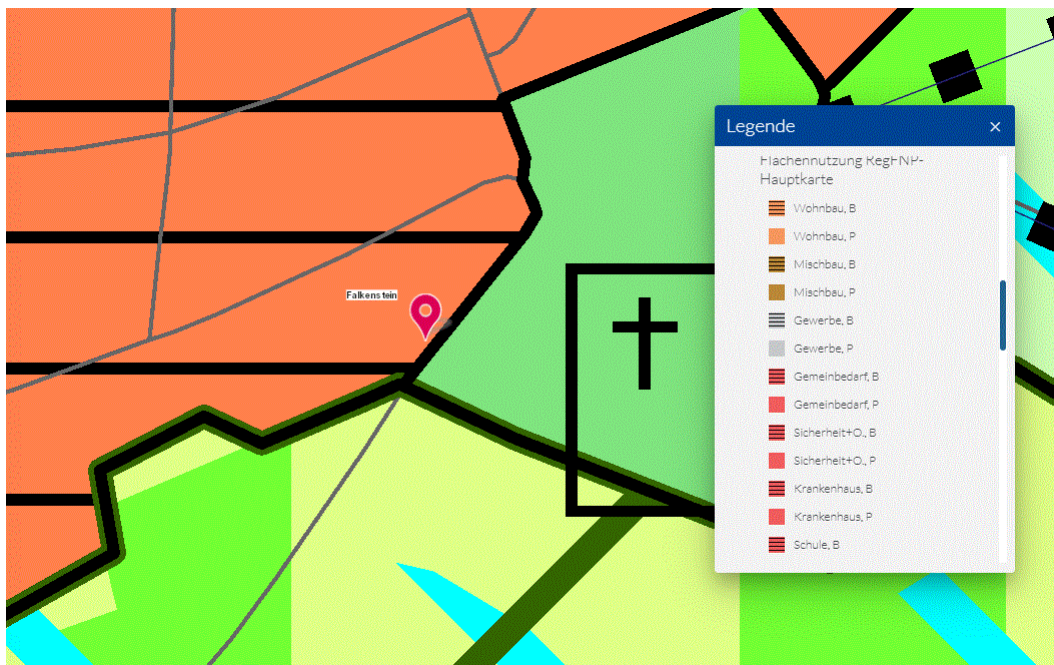 Falkenstein
Legende
Flächennutzung RegFNP-
Hauptkarte
Wohnbau, B
Wohnbau, P
Mischbau, B
Mischbau, P
Gewerbe, B
Gewerbe, P
Gemeinbedarf, B
Gemeinbedarf, P
Sicherheit+O., B
Sicherheit+O., P
Krankenhaus, B
Krankenhaus, P
Schule, B